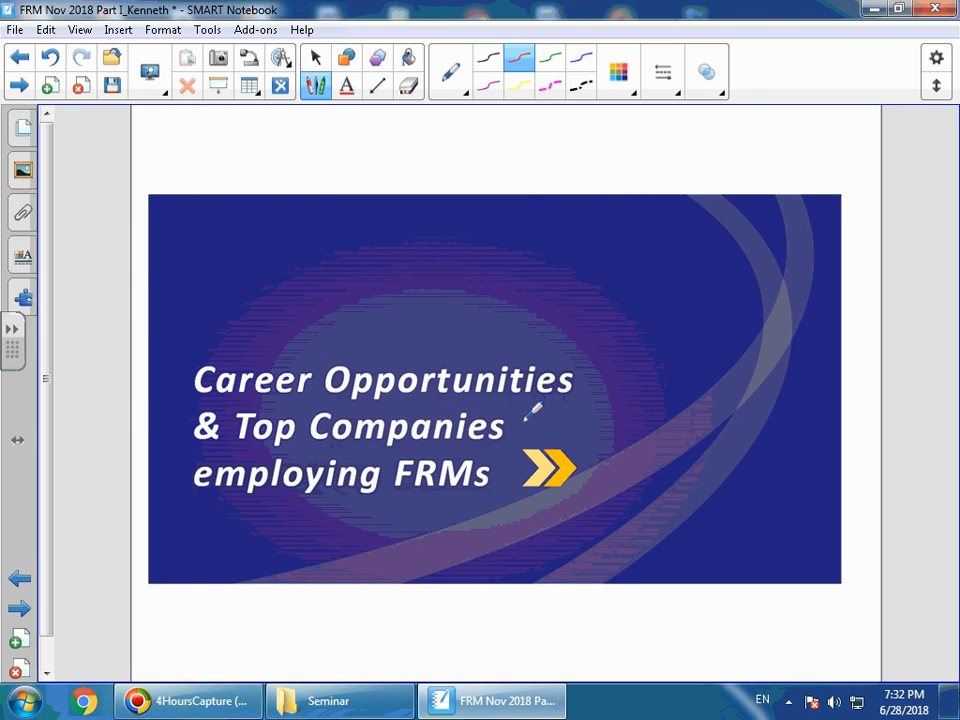 FRM Nov 2018 Part I_Kenneth * - SMART Notebook
File Edit View Insert Format Tools Add-ons Help
Career Opportunities
& Top Companies
employing FRMs
4HoursCapture (... Seminar FRM Nov 2018 Pa... EN 7:32 PM
6/28/2018